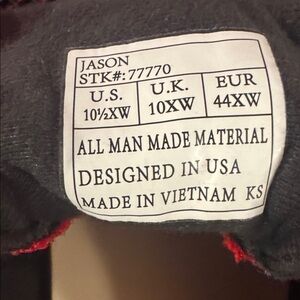 JASON
STK#:77770
U.S. U.K. EUR
10½XW 10XW 44XW
ALL MAN MADE MATERIAL
DESIGNED IN USA
MADE IN VIETNAM KS